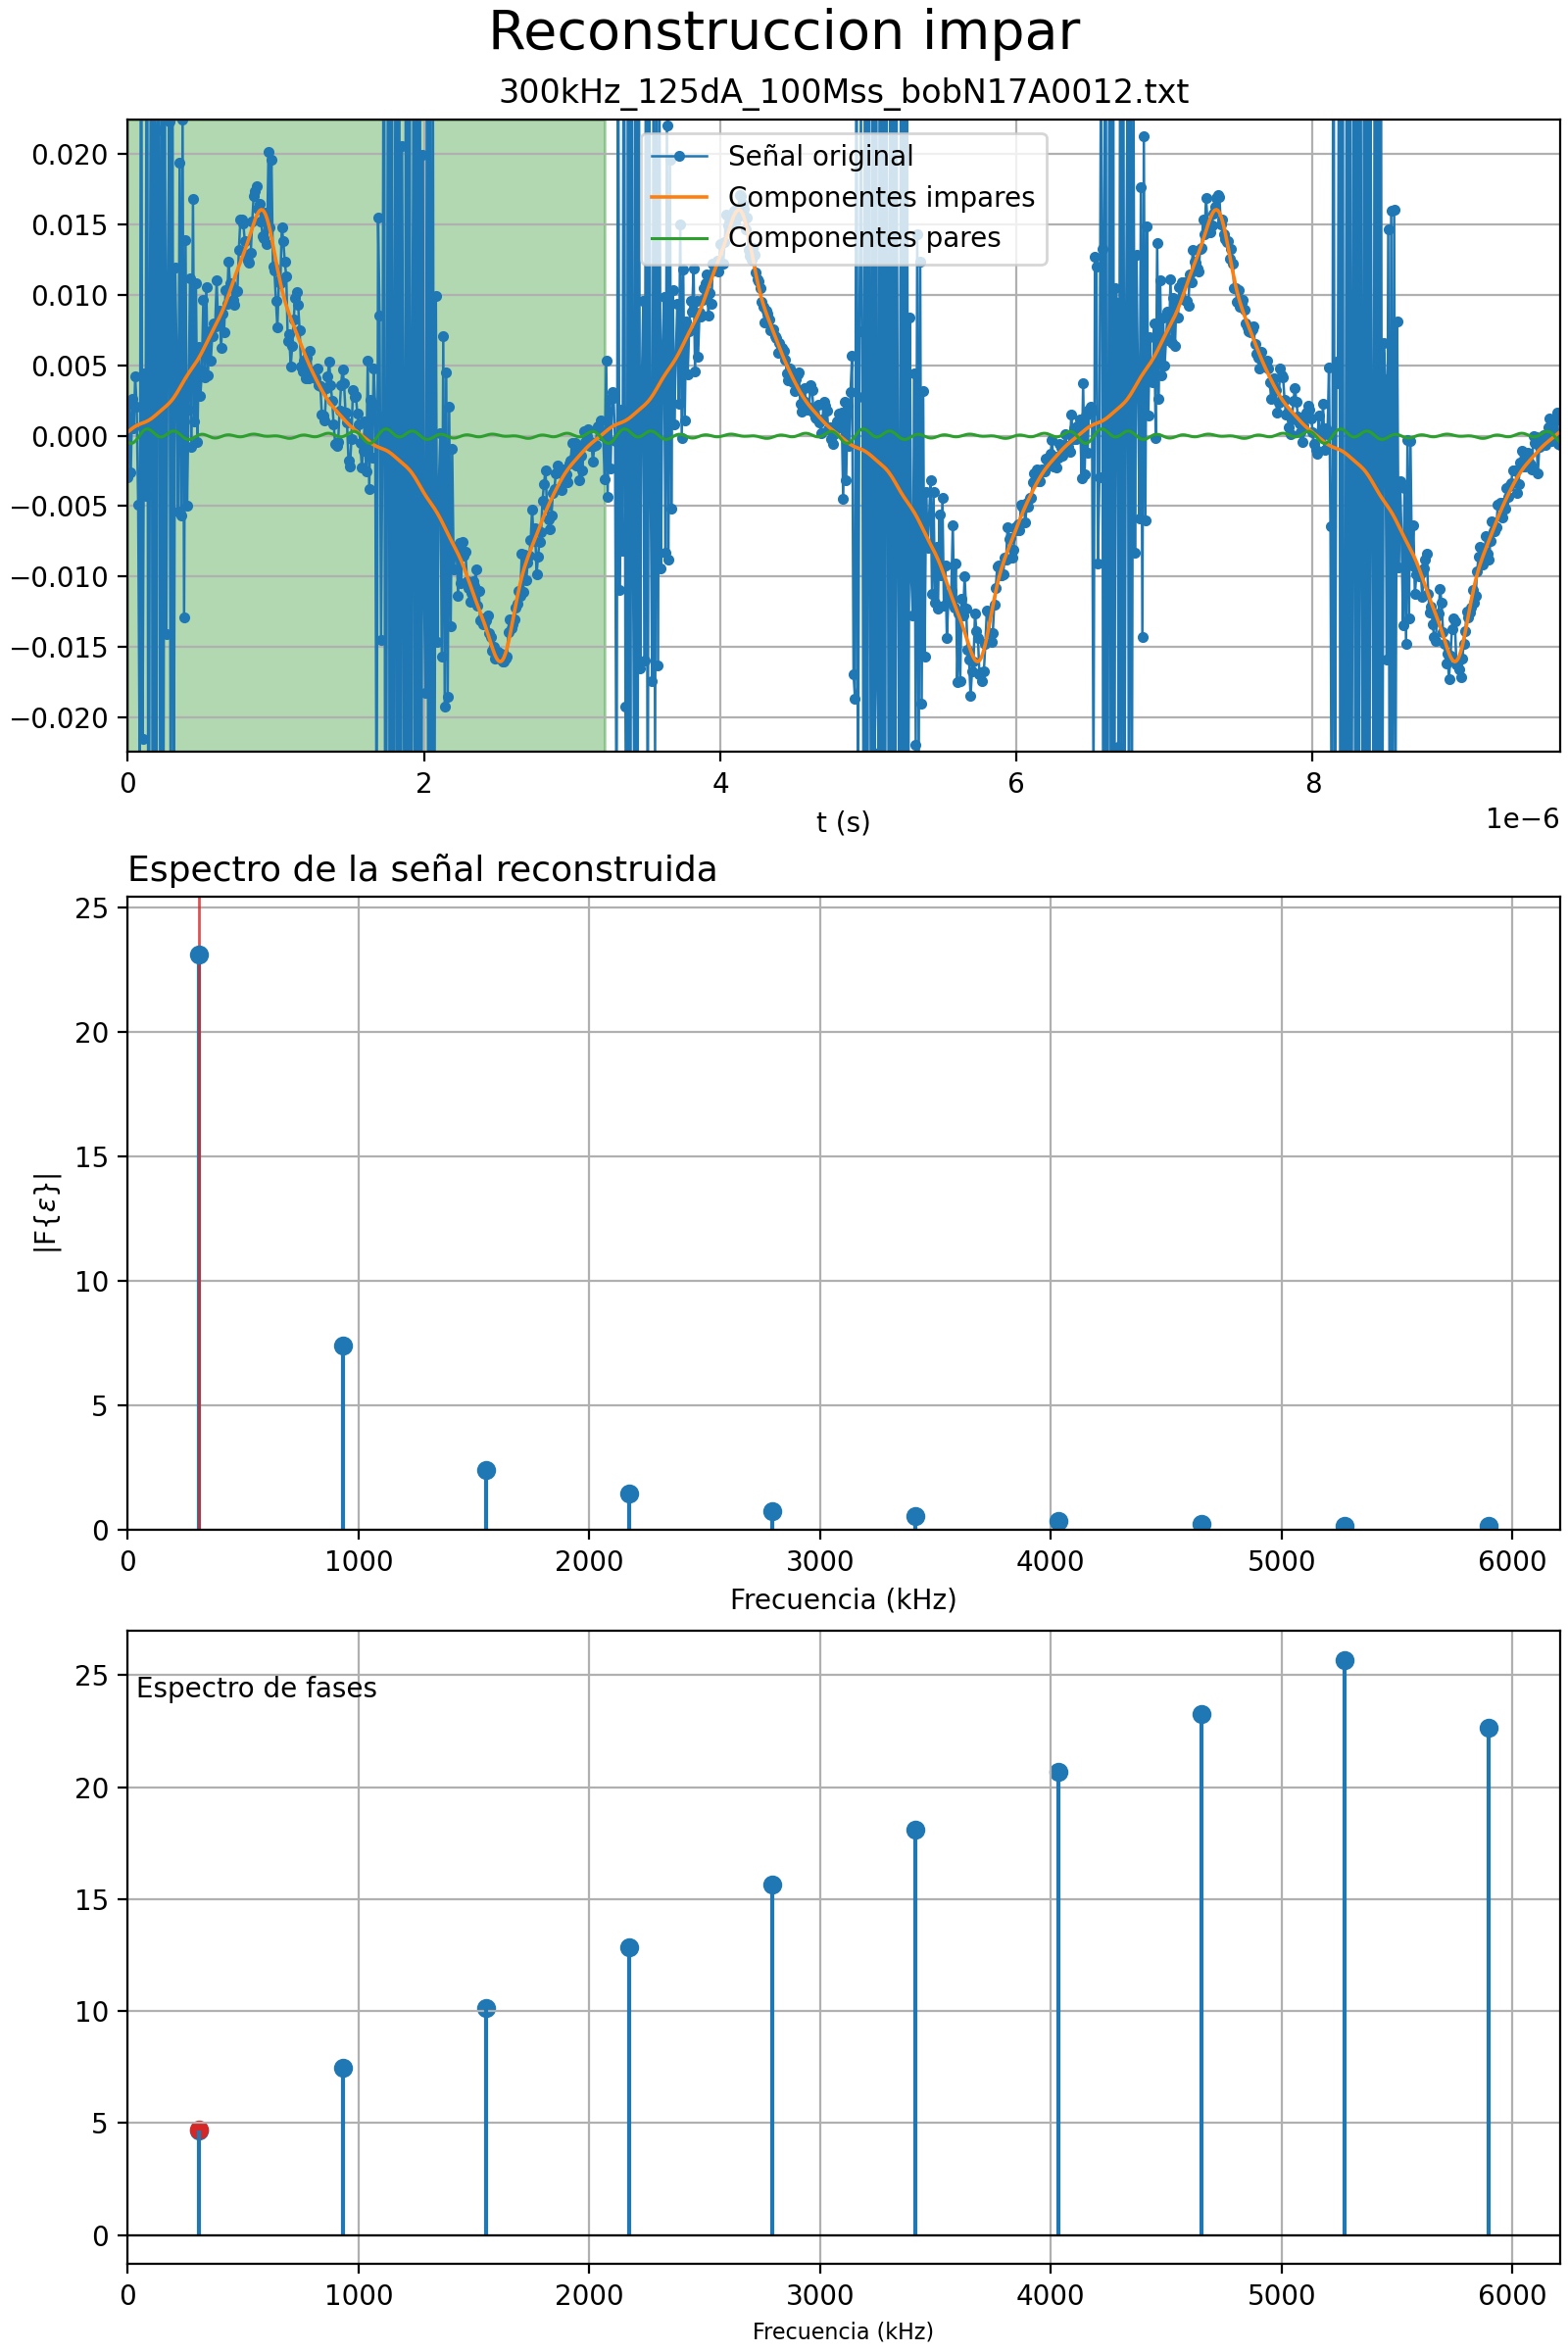 Reconstruccion impar
300kHz_125dA_100Mss_bobN17A0012.txt
0.020
0.015
0.010
0.005
0.000
−0.005
−0.010
−0.015
−0.020
Señal original
Componentes impares
Componentes pares
0 2 4 6 8
1e−6
t (s)
Espectro de la señal reconstruida
25
20
15
10
5
0
|F{ε}|
0 1000 2000 3000 4000 5000 6000
Frecuencia (kHz)
Espectro de fases
25
20
15
10
5
0
0 1000 2000 3000 4000 5000 6000
Frecuencia (kHz)